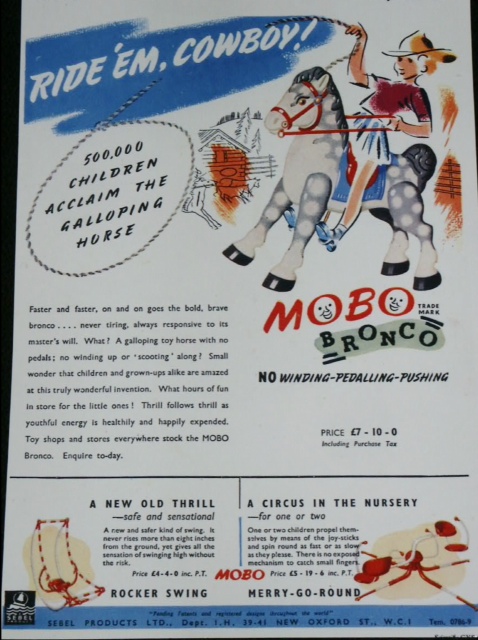 RIDE 'EM, COWBOY!
500,000
CHILDREN
ACCLAIM THE
GALLOPING
HORSE
Faster and faster, on and on goes the bold, brave
bronco .... never tiring, always responsive to its
master's will. What? A galloping toy horse with no
pedals; no winding up or 'scooting' along? Small
wonder that children and grown-ups alike are amazed
at this truly wonderful invention. What hours of fun
in store for the little ones! Thrill follows thrill as
youthful energy is healthily and happily expended.
Toy shops and stores everywhere stock the MOBO
Bronco. Enquire to-day.
MOBO TRADE
MARK
BRONCO
NO WINDING-PEDALLING-PUSHING
PRICE £7-10-0
Including Purchase Tax
A NEW OLD THRILL
—safe and sensational
A new and safer kind of swing. It
never rises more than eight inches
from the ground, yet gives all the
sensation of swinging high without
the risk.
Price £4-4-0 inc. P.T.
ROCKER SWING
MOBO
A CIRCUS IN THE NURSERY
—for one or two
One or two children propel them-
selves by means of the joy-sticks
and spin round as fast or as slow
as they please. There is no exposed
mechanism to catch small fingers.
Price £5-19-6 inc. P.T.
MERRY-GO-ROUND
SEBEL
"Pending Patents and registered designs throughout the world"
SEBEL PRODUCTS LTD., Dept. I.H, 39-41 NEW OXFORD ST., W.C.1